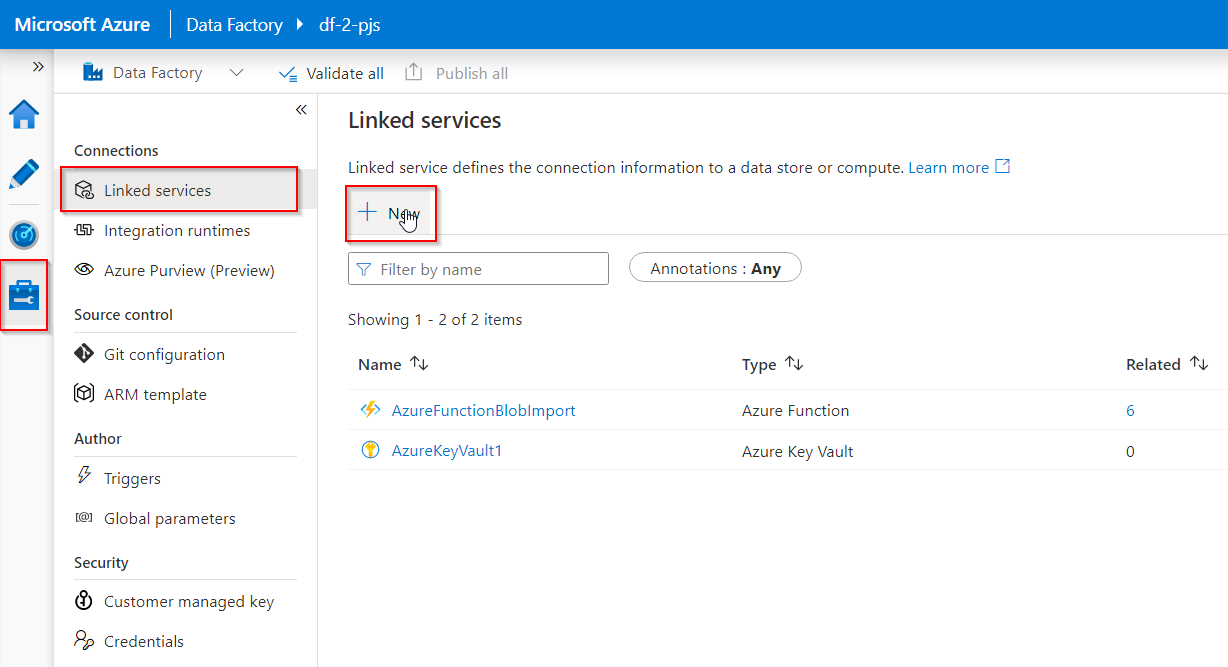 Microsoft Azure Data Factory df-2-pjs
Data Factory Validate all Publish all
Connections
Linked services
Integration runtimes
Azure Purview (Preview)
Source control
Git configuration
ARM template
Author
Triggers
Global parameters
Security
Customer managed key
Credentials
Linked services
Linked service defines the connection information to a data store or compute. Learn more
New
Filter by name
Annotations : Any
Showing 1 - 2 of 2 items
Name Type Related
AzureFunctionBlobImport Azure Function 6
AzureKeyVault1 Azure Key Vault 0